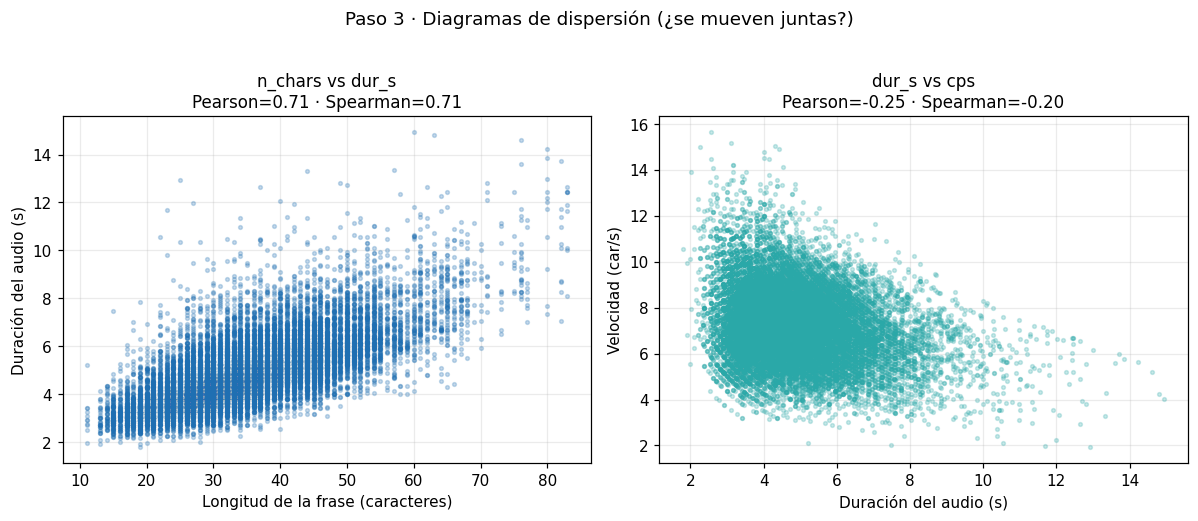 Paso 3 · Diagramas de dispersión (¿se mueven juntas?)
n_chars vs dur_s
Pearson=0.71 · Spearman=0.71
Duración del audio (s)
14
12
10
8
6
4
2
10 20 30 40 50 60 70 80
Longitud de la frase (caracteres)
dur_s vs cps
Pearson=-0.25 · Spearman=-0.20
Velocidad (car/s)
16
14
12
10
8
6
4
2
2 4 6 8 10 12 14
Duración del audio (s)